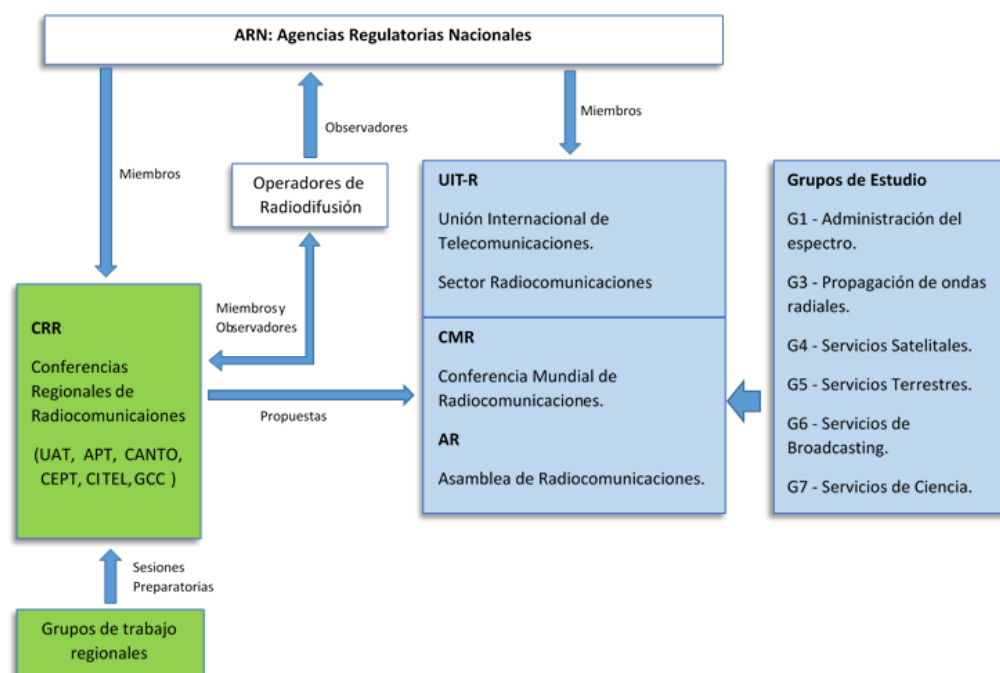 ARN: Agencias Regulatorias Nacionales
Miembros
Observadores
Miembros
Operadores de
Radiodifusión
Miembros y
Observadores
CRR
Conferencias
Regionales de
Radiocomunicaiones
(UAT, APT, CANTO,
CEPT, CITEL, GCC )
Propuestas
UIT-R
Unión Internacional de
Telecomunicaciones.
Sector Radiocomunicaciones
CMR
Conferencia Mundial de
Radiocomunicaciones.
AR
Asamblea de Radiocomunicaciones.
Grupos de Estudio
G1 - Administración del
espectro.
G3 - Propagación de ondas
radiales.
G4 - Servicios Satelitales.
G5 - Servicios Terrestres.
G6 - Servicios de
Broadcasting.
G7 - Servicios de Ciencia.
Sesiones
Preparatorias
Grupos de trabajo
regionales